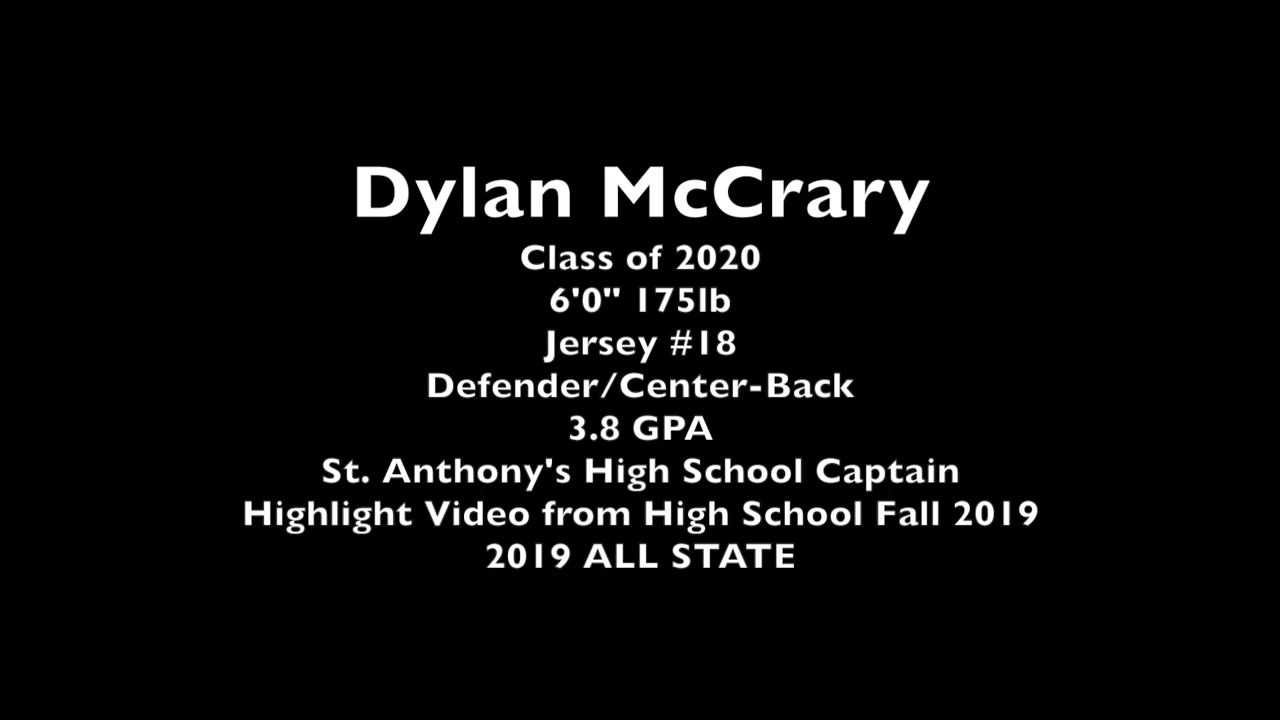 Dylan McCrary
Class of 2020
6'0" 175lb
Jersey #18
Defender/Center-Back
3.8 GPA
St. Anthony's High School Captain
Highlight Video from High School Fall 2019
2019 ALL STATE